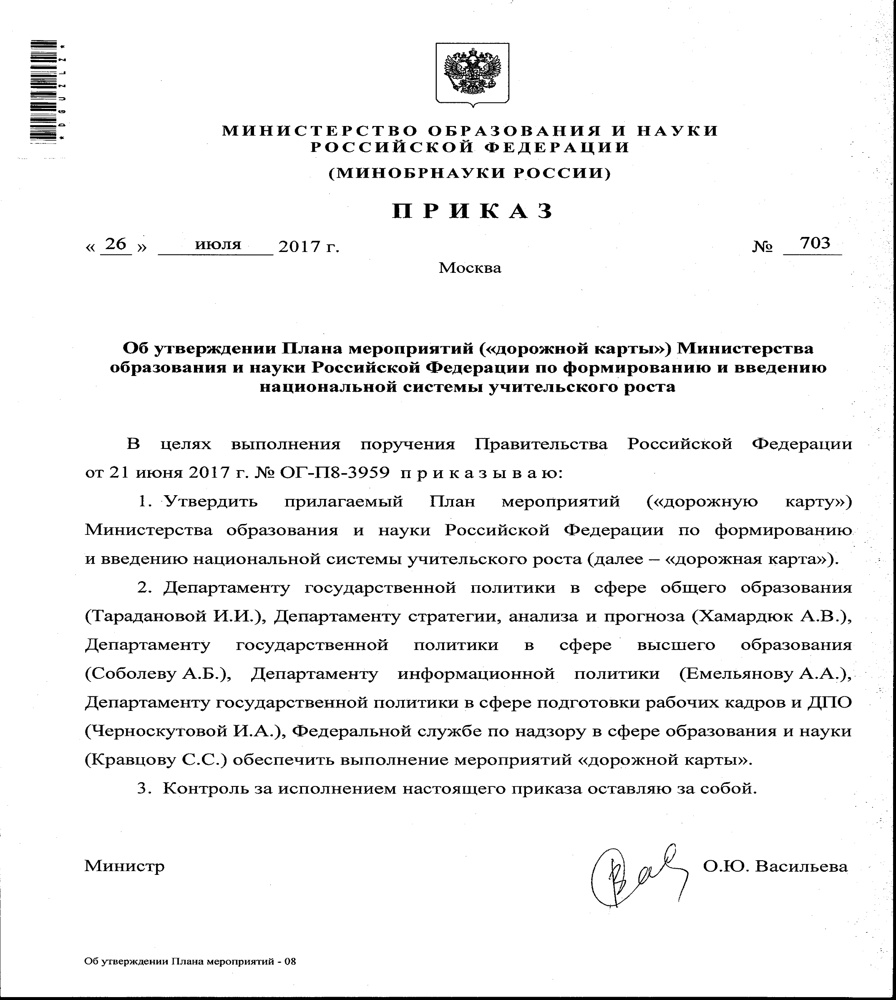 * D G U Z L Z *
МИНИСТЕРСТВО ОБРАЗОВАНИЯ И НАУКИ
РОССИЙСКОЙ ФЕДЕРАЦИИ
(МИНОБРНАУКИ РОССИИ)
ПРИКАЗ
« 26 » июля 2017 г. № 703
Москва
Об утверждении Плана мероприятий («дорожной карты») Министерства
образования и науки Российской Федерации по формированию и введению
национальной системы учительского роста
В целях выполнения поручения Правительства Российской Федерации
от 21 июня 2017 г. № ОГ-П8-3959 п р и к а з ы в а ю:
1. Утвердить прилагаемый План мероприятий («дорожную карту»)
Министерства образования и науки Российской Федерации по формированию
и введению национальной системы учительского роста (далее – «дорожная карта»).
2. Департаменту государственной политики в сфере общего образования
(Тарадановой И.И.), Департаменту стратегии, анализа и прогноза (Хамардюк А.В.),
Департаменту государственной политики в сфере высшего образования
(Соболеву А.Б.), Департаменту информационной политики (Емельянову А.А.),
Департаменту государственной политики в сфере подготовки рабочих кадров и ДПО
(Черноскутовой И.А.), Федеральной службе по надзору в сфере образования и науки
(Кравцову С.С.) обеспечить выполнение мероприятий «дорожной карты».
3. Контроль за исполнением настоящего приказа оставляю за собой.
Министр О.Ю. Васильева
Об утверждении Плана мероприятий - 08